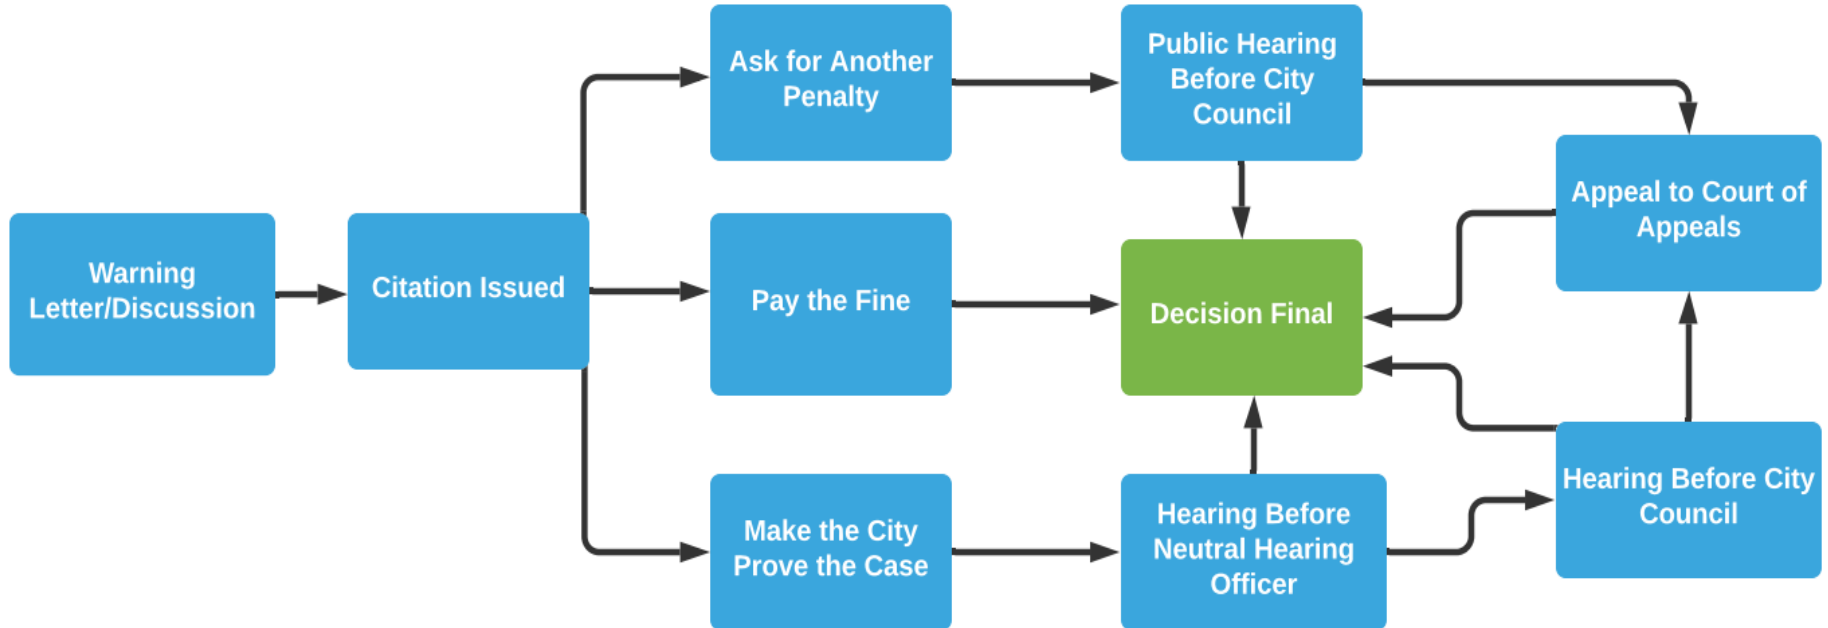 Ask for Another
Penalty
Public Hearing
Before City
Council
Appeal to Court of
Appeals
Warning
Letter/Discussion
Citation Issued
Pay the Fine
Decision Final
Make the City
Prove the Case
Hearing Before
Neutral Hearing
Officer
Hearing Before City
Council